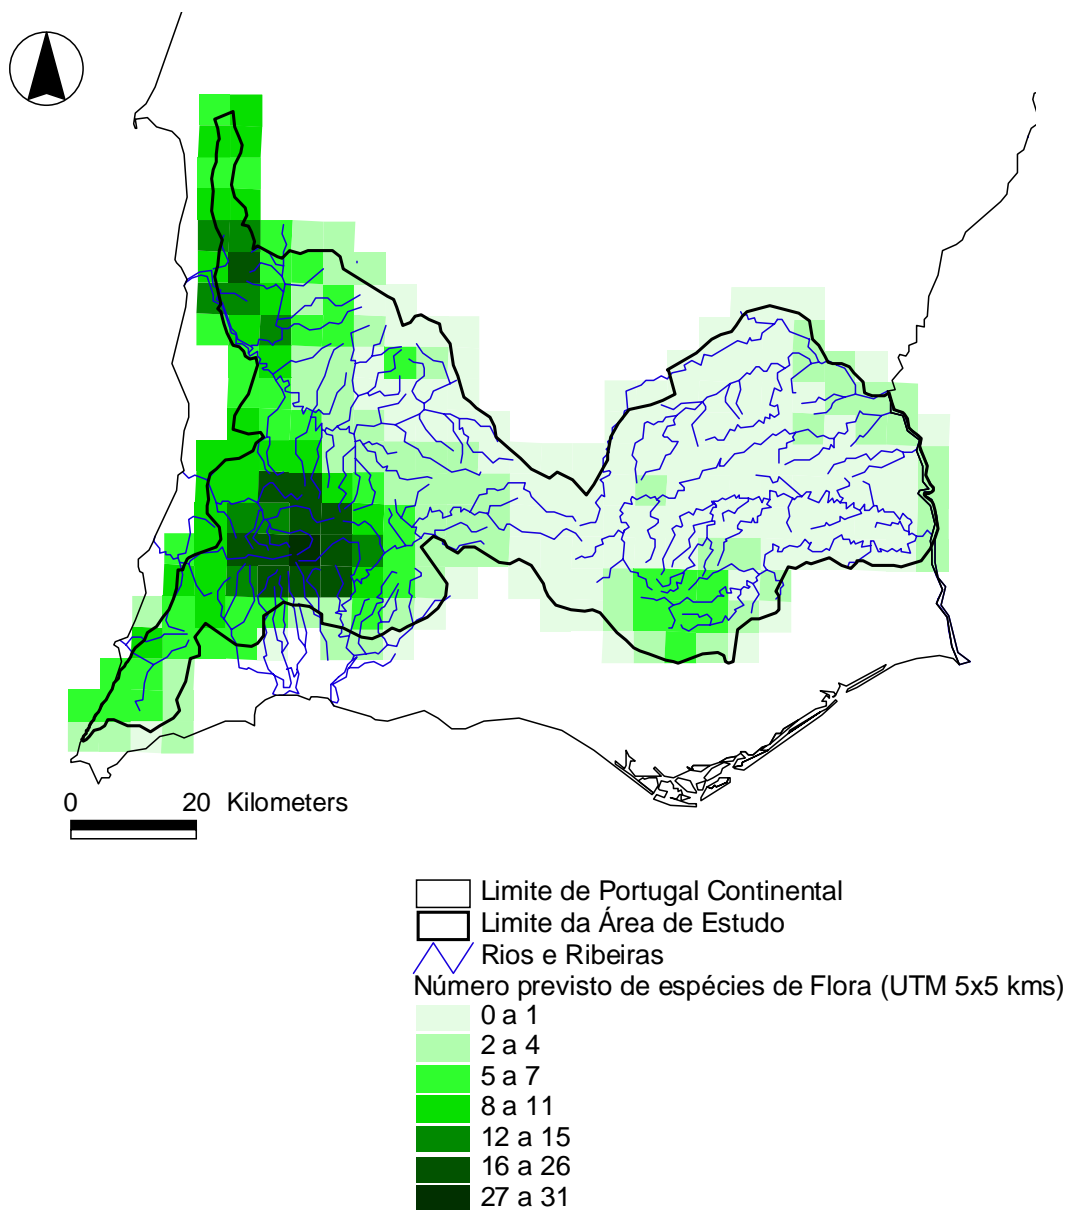 0 20 Kilometers
Limite de Portugal Continental
Limite da Área de Estudo
Rios e Ribeiras
Número previsto de espécies de Flora (UTM 5x5 kms)
0 a 1
2 a 4
5 a 7
8 a 11
12 a 15
16 a 26
27 a 31